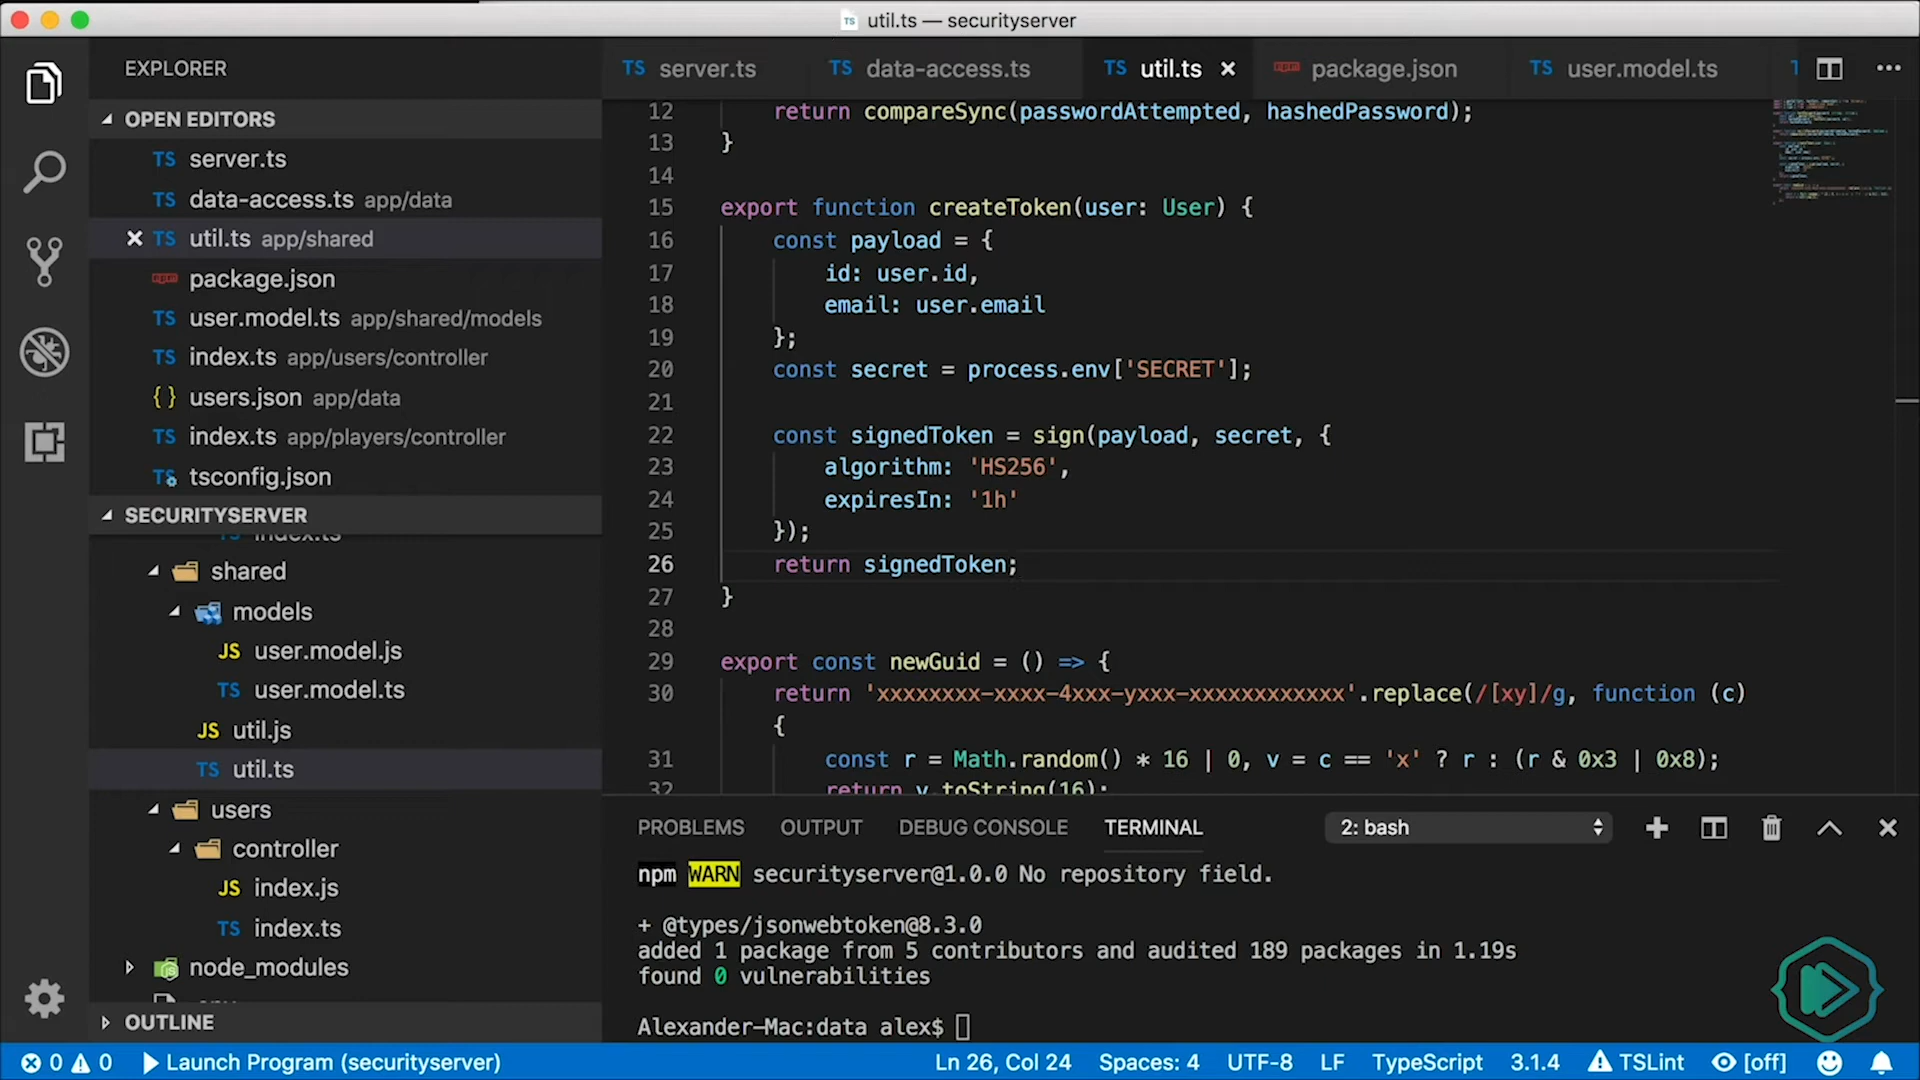 util.ts — securityserver
EXPLORER
OPEN EDITORS
TS server.ts
TS data-access.ts app/data
TS util.ts app/shared
npm package.json
TS user.model.ts app/shared/models
TS index.ts app/users/controller
{} users.json app/data
TS index.ts app/players/controller
TS tsconfig.json
SECURITYSERVER
TS index.ts
shared
models
JS user.model.js
TS user.model.ts
JS util.js
TS util.ts
users
controller
JS index.js
TS index.ts
node_modules
OUTLINE
TS server.ts TS data-access.ts TS util.ts npm package.json TS user.model.ts
12 return compareSync(passwordAttempted, hashedPassword);
13 }
14
15 export function createToken(user: User) {
16 const payload = {
17 id: user.id,
18 email: user.email
19 };
20 const secret = process.env['SECRET'];
21
22 const signedToken = sign(payload, secret, {
23 algorithm: 'HS256',
24 expiresIn: '1h'
25 });
26 return signedToken;
27 }
28
29 export const newGuid = () => {
30 return 'xxxxxxxx-xxxx-4xxx-yxxx-xxxxxxxxxxxx'.replace(/[xy]/g, function (c)
{
31 const r = Math.random() * 16 | 0, v = c == 'x' ? r : (r & 0x3 | 0x8);
32 return v.toString(16);
PROBLEMS OUTPUT DEBUG CONSOLE TERMINAL 2: bash
npm WARN securityserver@1.0.0 No repository field.
+ @types/jsonwebtoken@8.3.0
added 1 package from 5 contributors and audited 189 packages in 1.19s
found 0 vulnerabilities
Alexander-Mac:data alex$
0 0 Launch Program (securityserver) Ln 26, Col 24 Spaces: 4 UTF-8 LF TypeScript 3.1.4 TSLint [off]